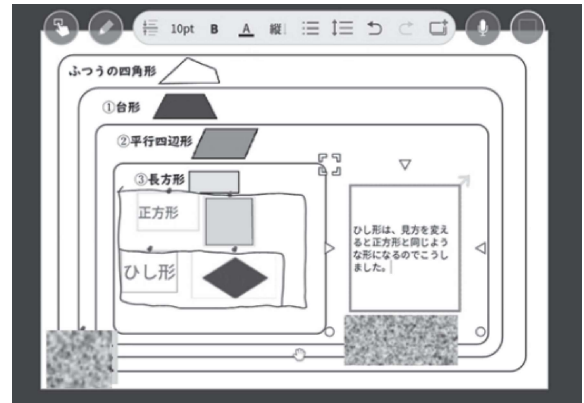 10pt B A 縦
ふつうの四角形
①台形
②平行四辺形
③長方形
正方形
ひし形
ひし形は、見方を変え
ると正方形と同じよう
な形になるのでこうし
ました。